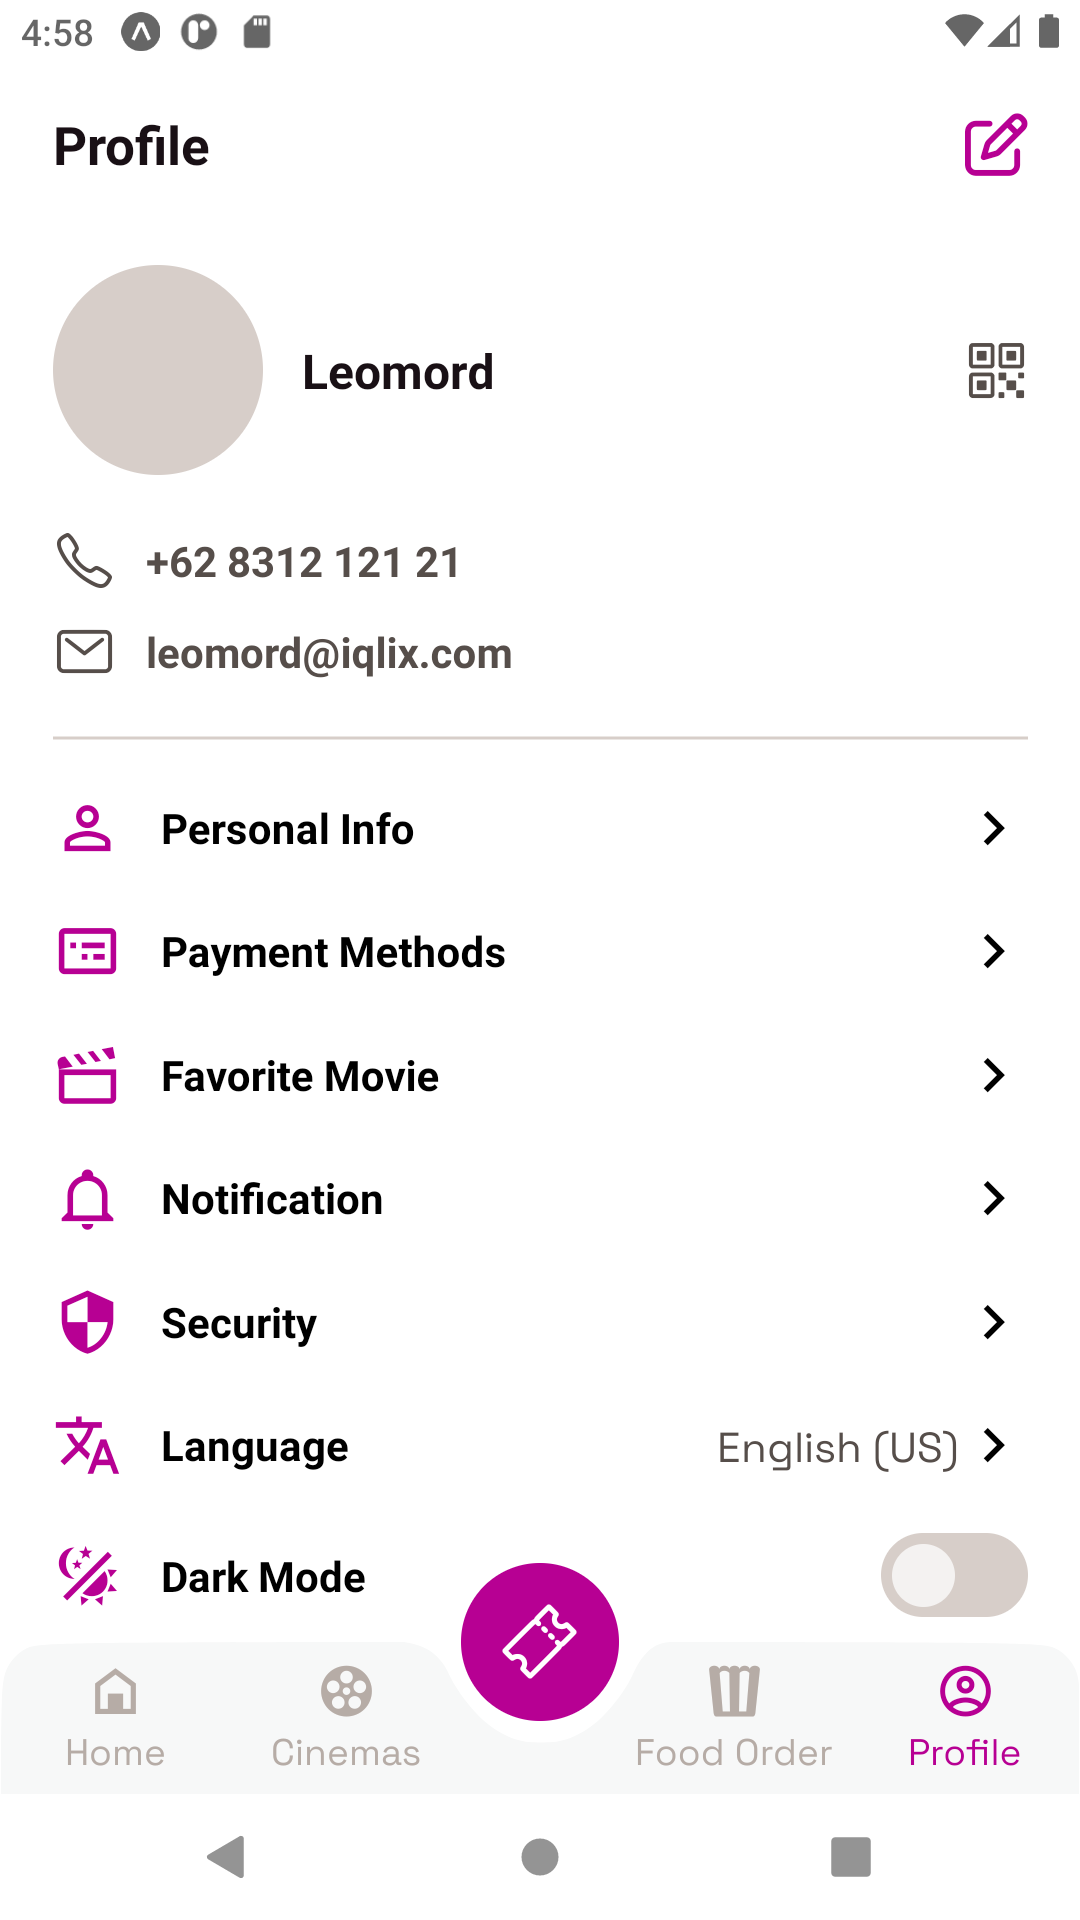 4:58
Profile
Leomord
+62 8312 121 21
leomord@iqlix.com
Personal Info
Payment Methods
Favorite Movie
Notification
Security
Language English (US)
Dark Mode
Home Cinemas Food Order Profile